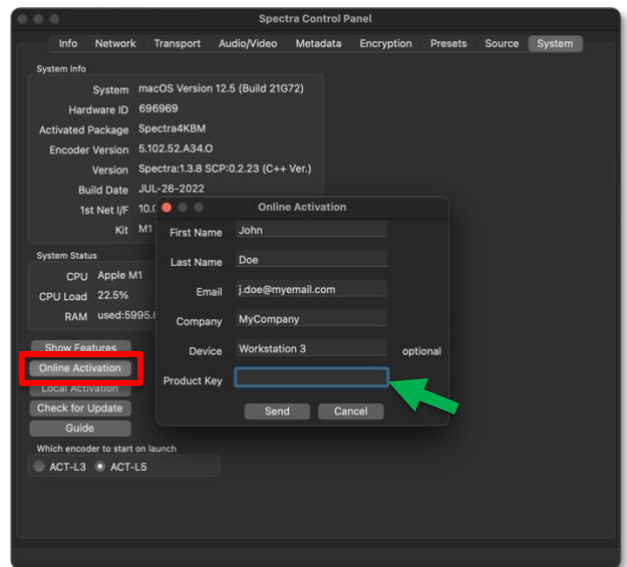 Spectra Control Panel
Info Network Transport Audio/Video Metadata Encryption Presets Source System
System Info
System macOS Version 12.5 (Build 21G72)
Hardware ID 696969
Activated Package Spectra4KBM
Encoder Version 5.102.52.A34.O
Version Spectra:1.3.8 SCP:0.2.23 (C++ Ver.)
Build Date JUL-26-2022
1st Net I/F 10.
Kit M1
System Status
CPU Apple M1
CPU Load 22.5%
RAM used:5995.
Show Features
Online Activation
Local Activation
Check for Update
Guide
Which encoder to start on launch
ACT-L3 ACT-L5
Online Activation
First Name John
Last Name Doe
Email j.doe@myemail.com
Company MyCompany
Device Workstation 3 optional
Product Key
Send Cancel